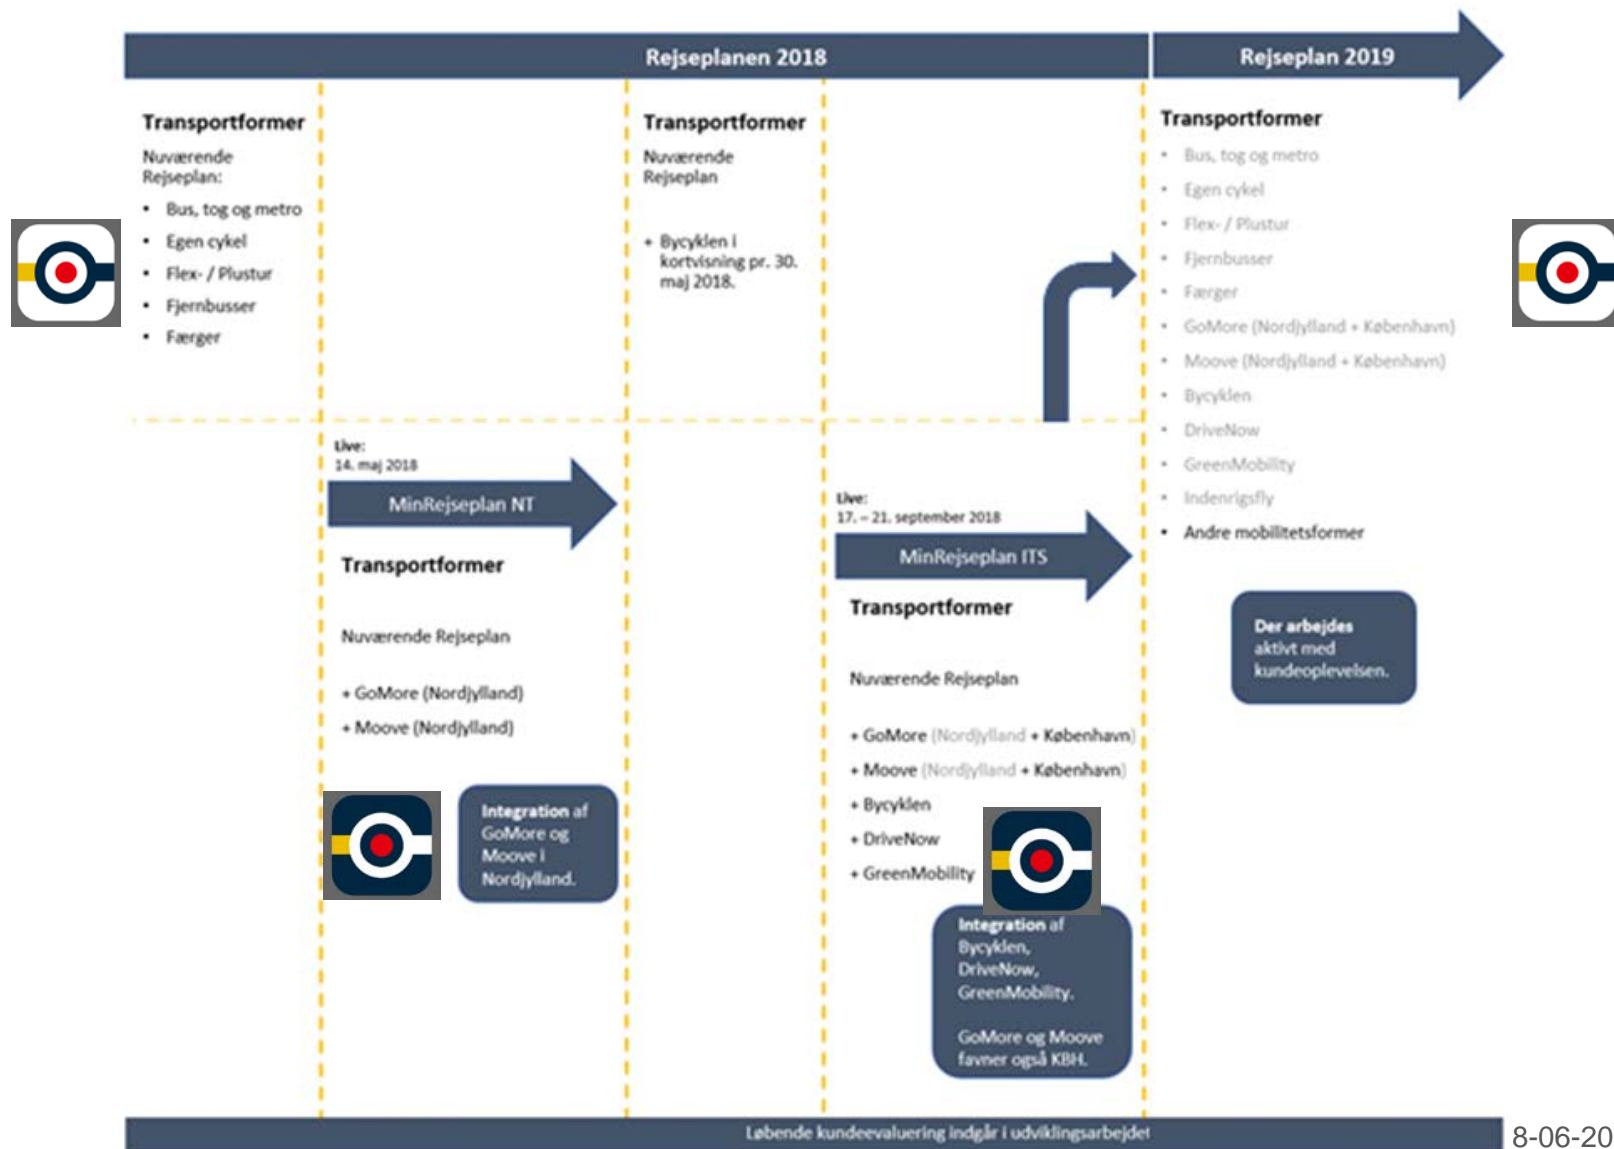 Rejseplanen 2018
Rejseplan 2019
Transportformer
Nuværende
Rejseplan:
• Bus, tog og metro
• Egen cykel
• Flex- / Plustur
• Fjernbusser
• Færger
Transportformer
Nuværende
Rejseplan
+ Bycyklen i
kortvisning pr. 30.
maj 2018.
Transportformer
• Bus, tog og metro
• Egen cykel
• Flex- / Plustur
• Fjernbusser
• Færger
• GoMore (Nordjylland + København)
• Moove (Nordjylland + København)
• Bycyklen
• DriveNow
• GreenMobility
• Indenrigsfly
• Andre mobilitetsformer
Der arbejdes
aktivt med
kundeoplevelsen.
Live:
14. maj 2018
MinRejseplan NT
Transportformer
Nuværende Rejseplan
+ GoMore (Nordjylland)
+ Moove (Nordjylland)
Integration af
GoMore og
Moove i
Nordjylland.
Live:
17. – 21. september 2018
MinRejseplan ITS
Transportformer
Nuværende Rejseplan
+ GoMore (Nordjylland + København)
+ Moove (Nordjylland + København)
+ Bycyklen
+ DriveNow
+ GreenMobility
Integration af
Bycyklen,
DriveNow,
GreenMobility.
GoMore og Moove
favner også KBH.
Løbende kundeevaluering indgår i udviklingsarbejdet
8-06-20